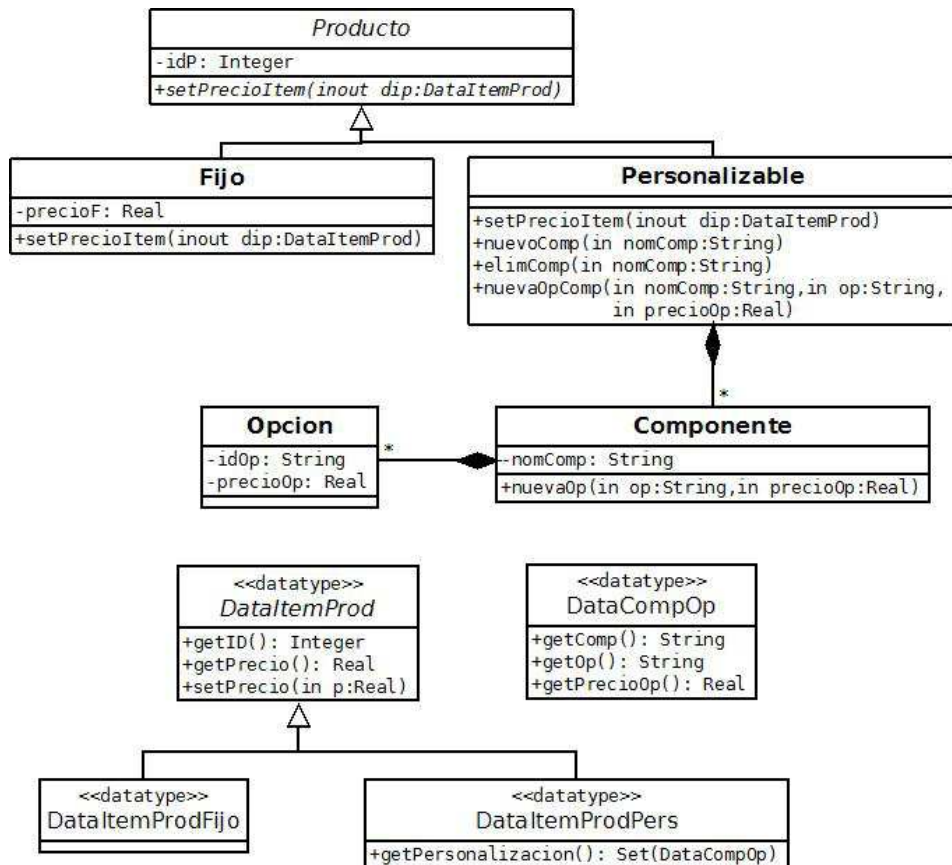 Producto
-idP: Integer
+setPrecioItem(inout dip:DataItemProd)
Fijo
-precioF: Real
+setPrecioItem(inout dip:DataItemProd)
Personalizable
+setPrecioItem(inout dip:DataItemProd)
+nuevoComp(in nomComp:String)
+elimComp(in nomComp:String)
+nuevaOpComp(in nomComp:String,in op:String,
in precioOp:Real)
*
Opcion
-idOp: String
-precioOp: Real
*
Componente
-nomComp: String
+nuevaOp(in op:String,in precioOp:Real)
<<datatype>>
DataItemProd
+getID(): Integer
+getPrecio(): Real
+setPrecio(in p:Real)
<<datatype>>
DataCompOp
+getComp(): String
+getOp(): String
+getPrecioOp(): Real
<<datatype>>
DataItemProdFijo
<<datatype>>
DataItemProdPers
+getPersonalizacion(): Set(DataCompOp)